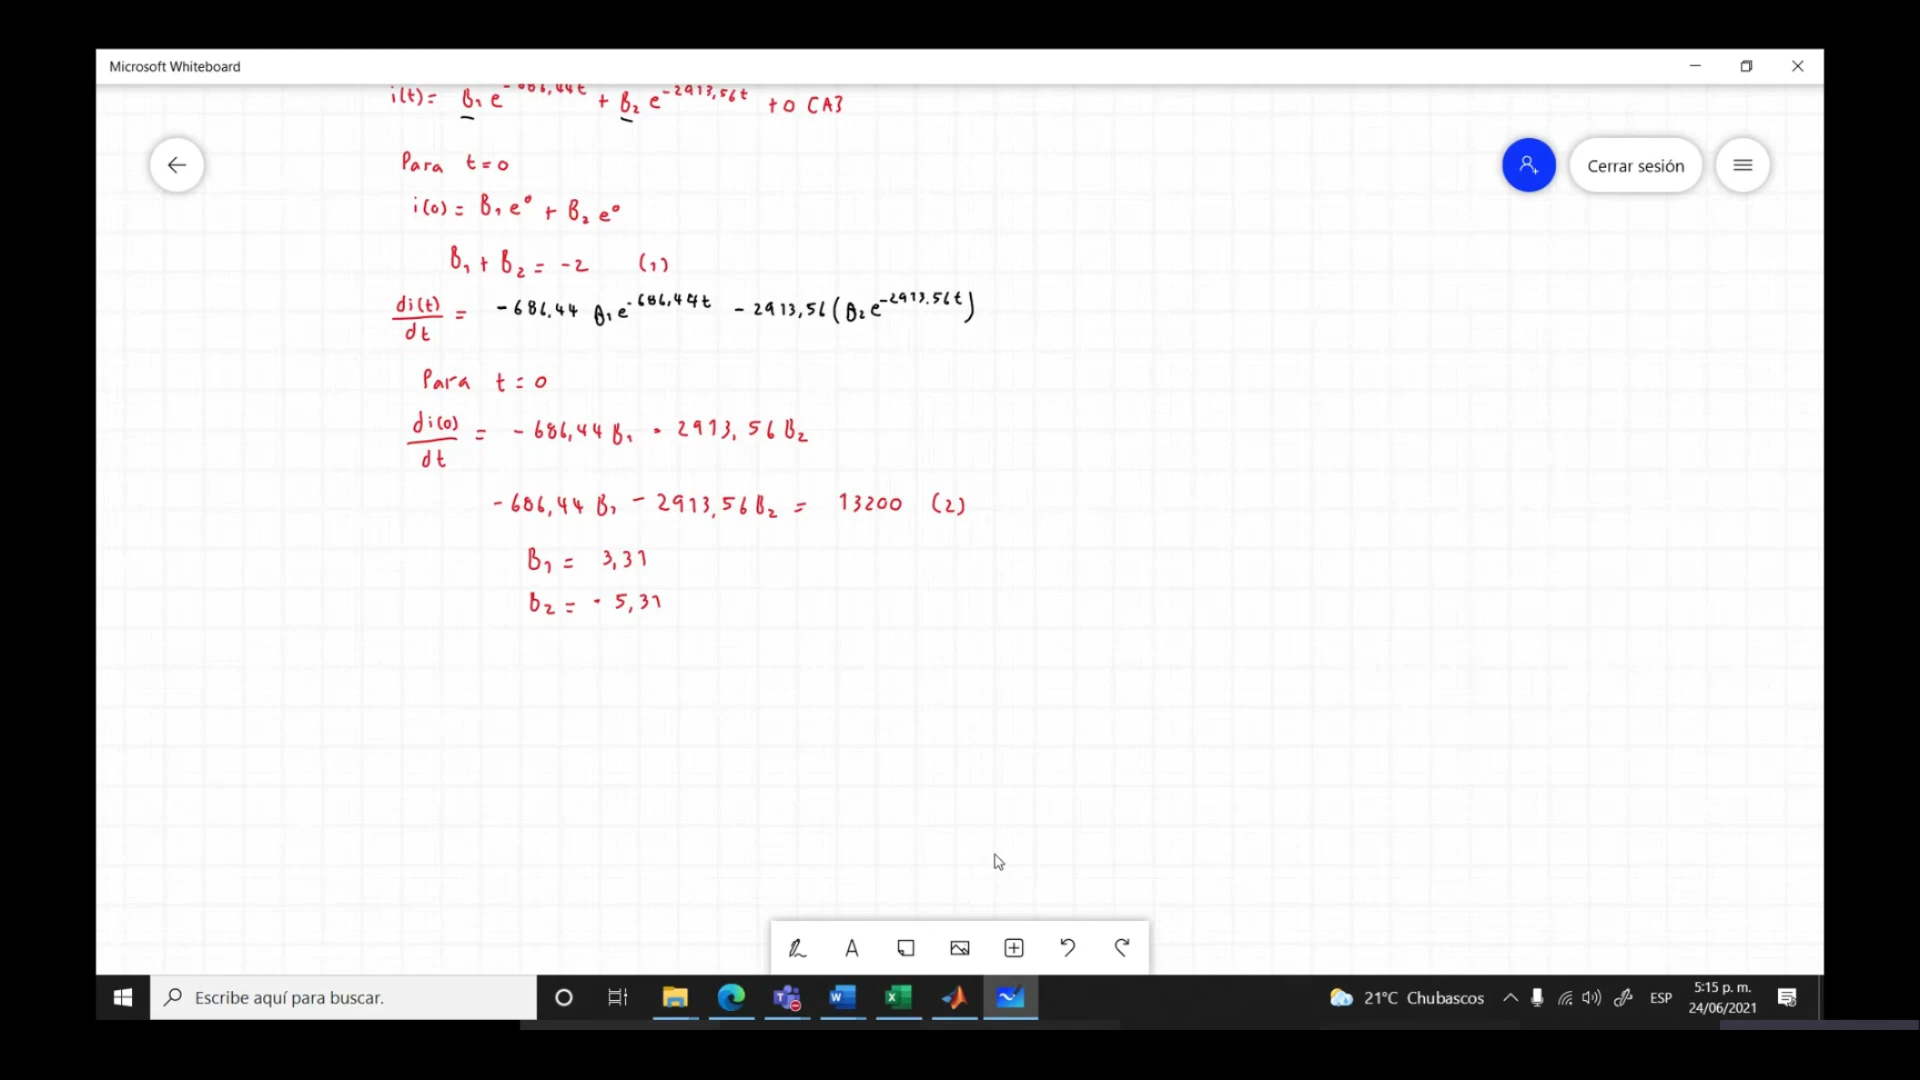 Microsoft Whiteboard
i(t) = B₁ e^-686,44t + B₂ e^-2913,56t + 0 [A]
Cerrar sesión
Para t = 0
i(0) = B₁ e⁰ + B₂ e⁰
B₁ + B₂ = -2 (1)
di(t)/dt = -686,44 B₁ e^-686,44t - 2913,56 (B₂ e^-2913.56t)
Para t = 0
di(0)/dt = -686,44 B₁ - 2913,56 B₂
-686,44 B₁ - 2913,56 B₂ = 13200 (2)
B₁ = 3,31
B₂ = -5,31
Escribe aquí para buscar.
21°C Chubascos
ESP
5:15 p. m.
24/06/2021